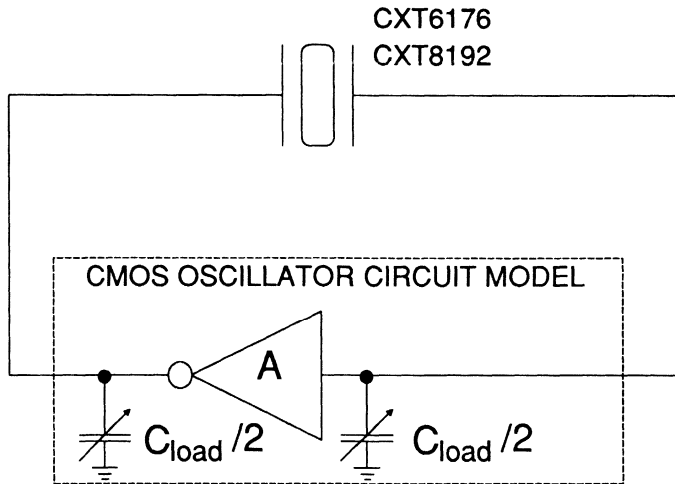 CXT6176
CXT8192
CMOS OSCILLATOR CIRCUIT MODEL
A
Cload /2
Cload /2